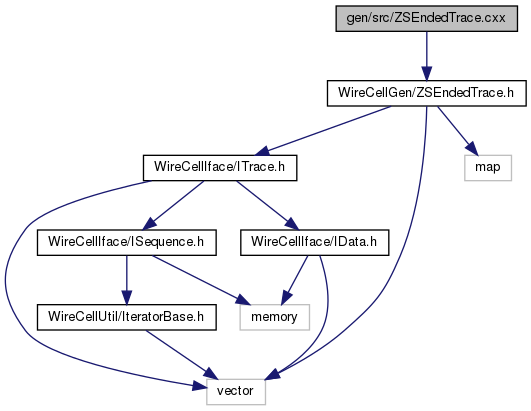 gen/src/ZSEndedTrace.cxx
WireCellGen/ZSEndedTrace.h
WireCellIface/ITrace.h
map
WireCellIface/ISequence.h
WireCellIface/IData.h
WireCellUtil/IteratorBase.h
memory
vector